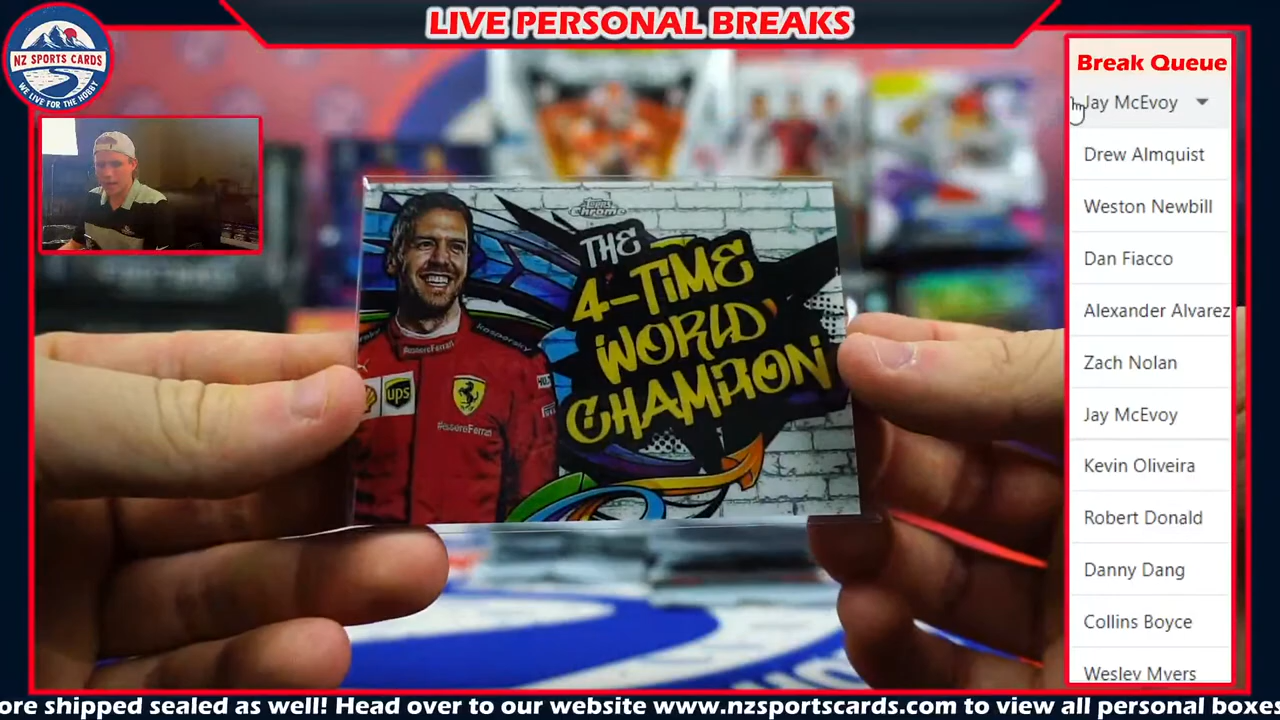 LIVE PERSONAL BREAKS
NZ SPORTS CARDS
WE LIVE FOR THE HOBBY
Break Queue
Jay McEvoy
Drew Almquist
Weston Newbill
Dan Fiacco
Alexander Alvarez
Zach Nolan
Jay McEvoy
Kevin Oliveira
Robert Donald
Danny Dang
Collins Boyce
Wesley Myers
Topps
Chrome
THE
4-TIME
WORLD
CHAMPION
#essereFerrari
kaspersky
ups
#essereFerrari
ore shipped sealed as well! Head over to our website www.nzsportscards.com to view all personal boxes